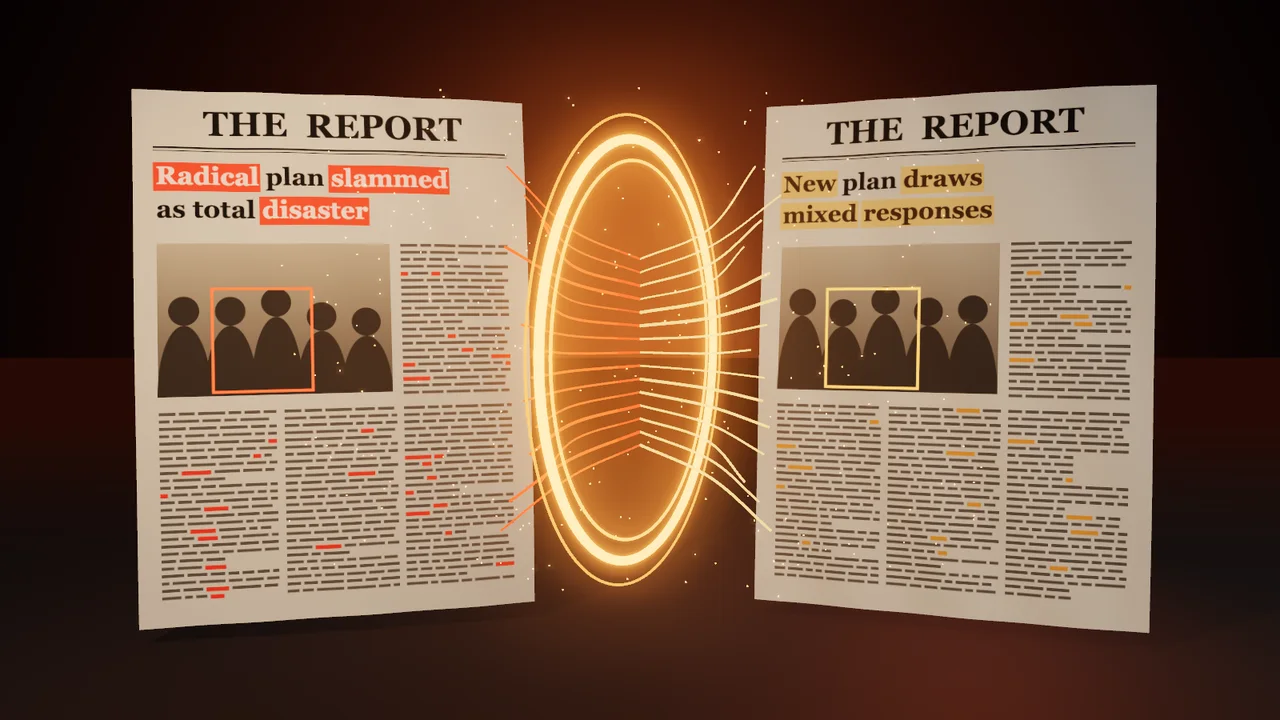 THE REPORT
Radical plan slammed
as total disaster
THE REPORT
New plan draws
mixed responses